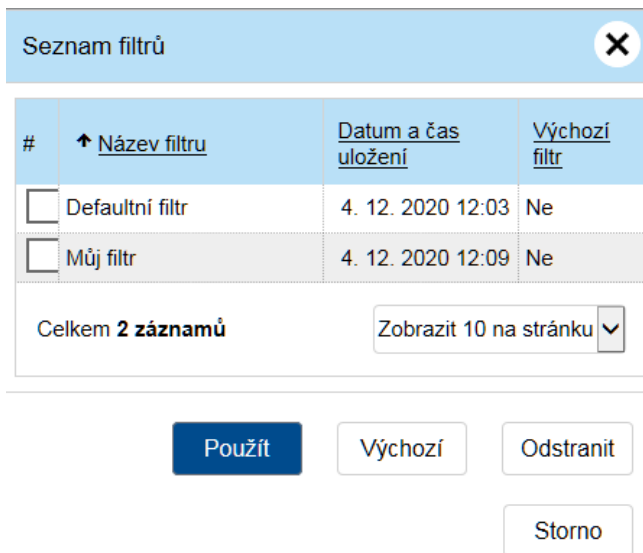 Seznam filtrů
# Název filtru Datum a čas uložení Výchozí filtr
Defaultní filtr 4. 12. 2020 12:03 Ne
Můj filtr 4. 12. 2020 12:09 Ne
Celkem 2 záznamů Zobrazit 10 na stránku
Použít Výchozí Odstranit
Storno